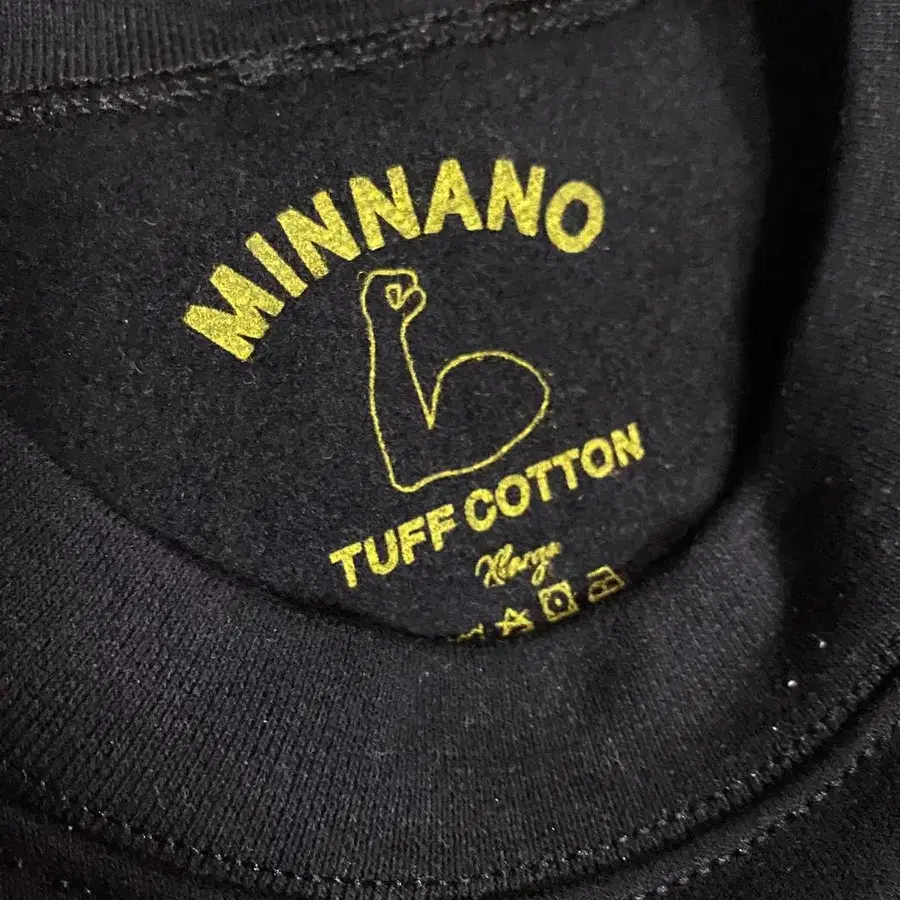 MINNANO
TUFF COTTON
Xlarge